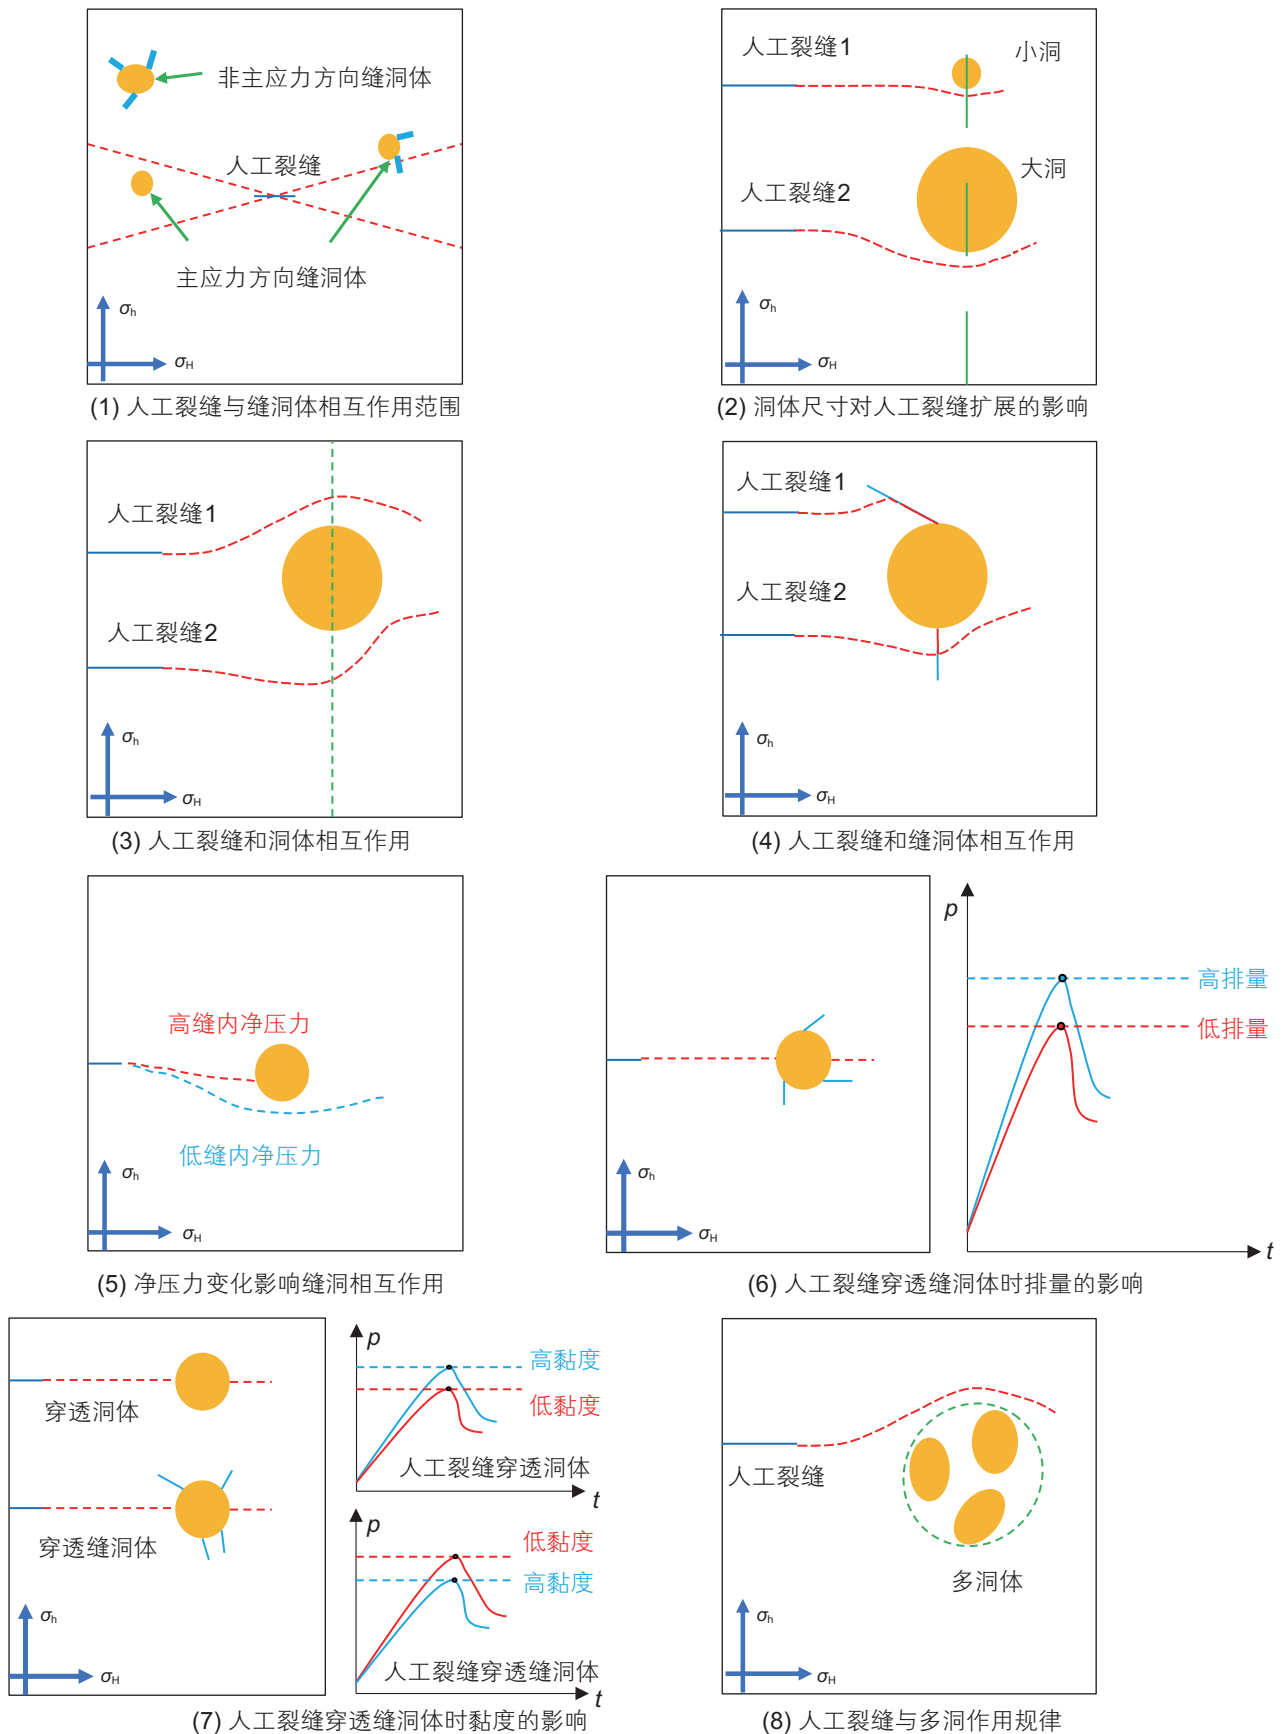 非主应力方向缝洞体
人工裂缝
主应力方向缝洞体
σh
σH
(1) 人工裂缝与缝洞体相互作用范围
人工裂缝1
小洞
大洞
人工裂缝2
σh
σH
(2) 洞体尺寸对人工裂缝扩展的影响
人工裂缝1
人工裂缝2
σh
σH
(3) 人工裂缝和洞体相互作用
人工裂缝1
人工裂缝2
σh
σH
(4) 人工裂缝和缝洞体相互作用
高缝内净压力
低缝内净压力
σh
σH
(5) 净压力变化影响缝洞相互作用
σh
σH
p
高排量
低排量
t
(6) 人工裂缝穿透缝洞体时排量的影响
穿透洞体
穿透缝洞体
σh
σH
p
高黏度
低黏度
人工裂缝穿透洞体
t
p
低黏度
高黏度
人工裂缝穿透缝洞体
t
(7) 人工裂缝穿透缝洞体时黏度的影响
人工裂缝
多洞体
σh
σH
(8) 人工裂缝与多洞作用规律